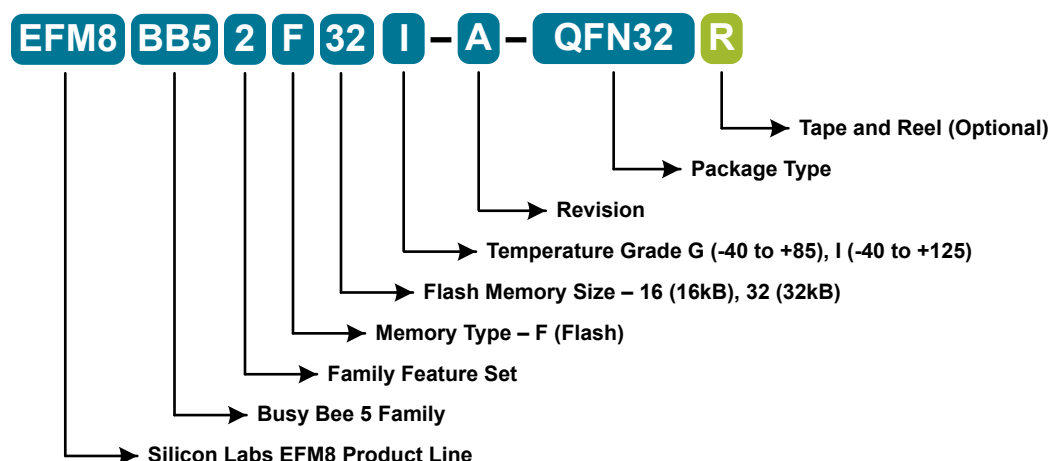 EFM8 BB5 2 F 32 I – A – QFN32 R
Tape and Reel (Optional)
Package Type
Revision
Temperature Grade G (-40 to +85), I (-40 to +125)
Flash Memory Size – 16 (16kB), 32 (32kB)
Memory Type – F (Flash)
Family Feature Set
Busy Bee 5 Family
Silicon Labs EFM8 Product Line